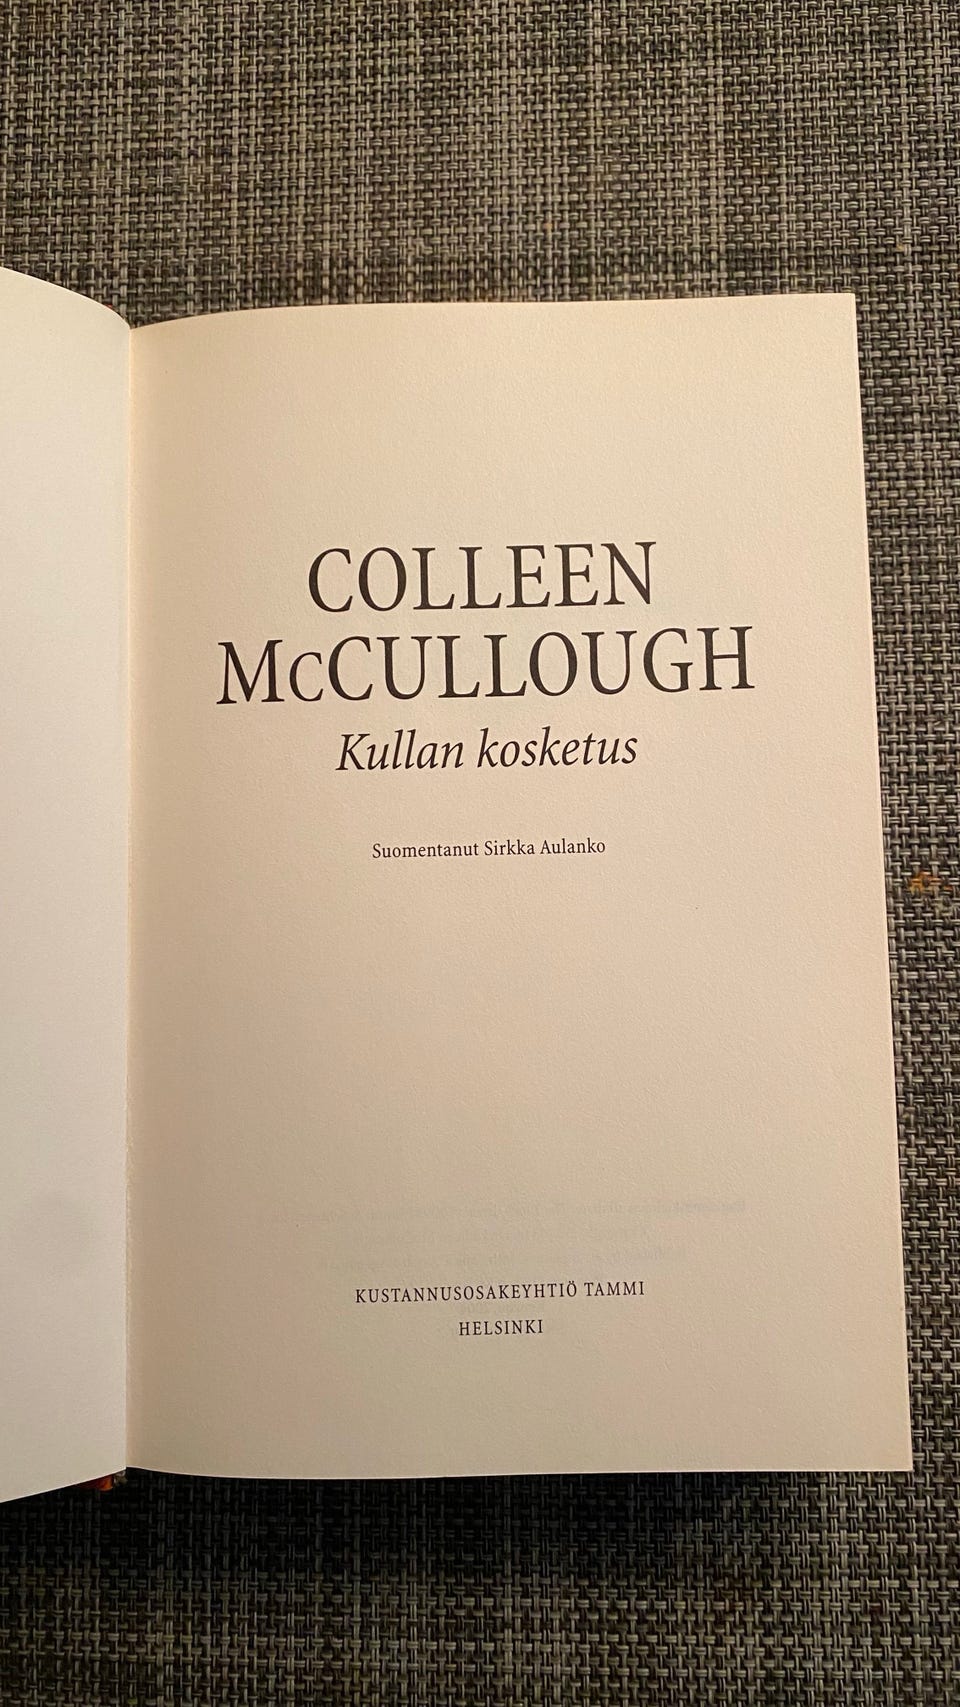 COLLEEN
McCULLOUGH
Kullan kosketus
Suomentanut Sirkka Aulanko
KUSTANNUSOSAKEYHTIÖ TAMMI
HELSINKI